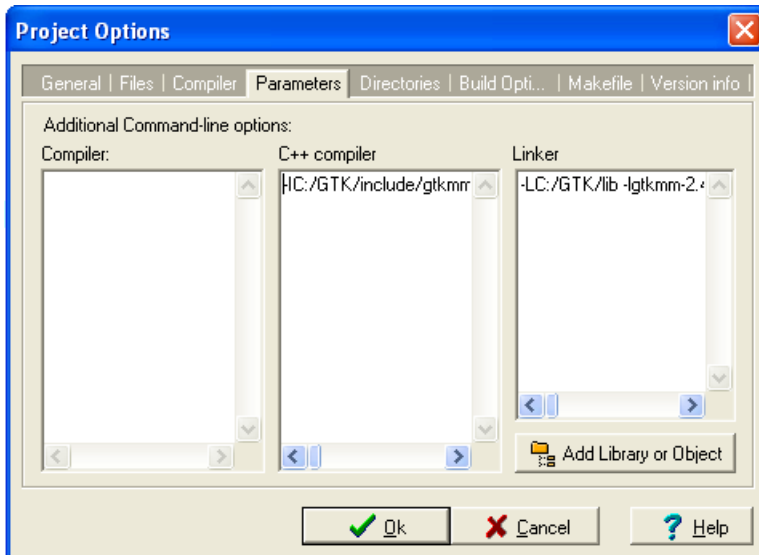 Project Options
General | Files | Compiler | Parameters | Directories | Build Opti... | Makefile | Version info |
Additional Command-line options:
Compiler: C++ compiler Linker
-IC:/GTK/include/gtkmm -LC:/GTK/lib -lgtkmm-2.4
Add Library or Object
Ok Cancel Help